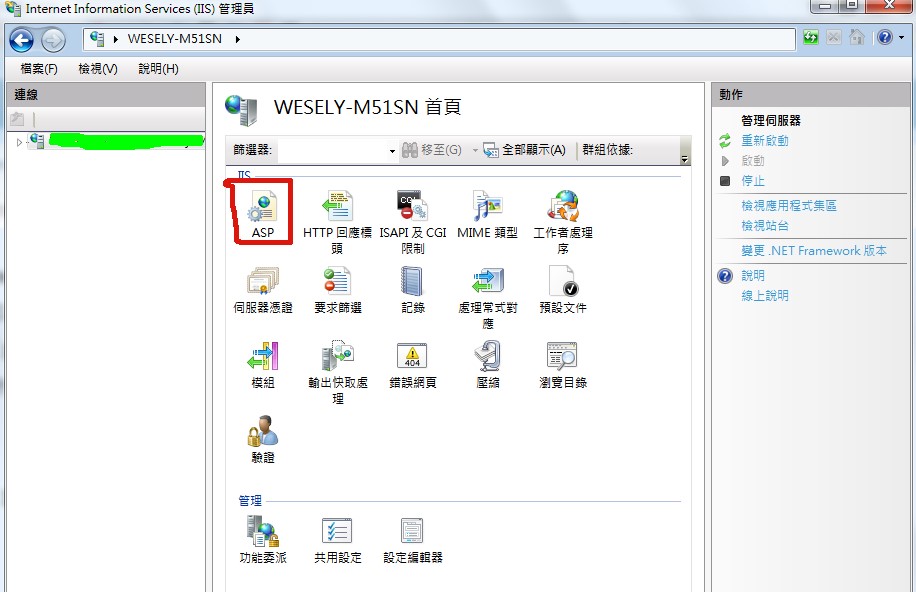 Internet Information Services (IIS) 管理員
WESELY-M51SN
檔案(F) 檢視(V) 說明(H)
連線
WESELY-M51SN 首頁
篩選器: 移至(G) 全部顯示(A) 群組依據:
IIS
ASP
HTTP 回應標頭
ISAPI 及 CGI 限制
MIME 類型
工作者處理序
伺服器憑證
要求篩選
記錄
處理常式對應
預設文件
模組
輸出快取處理
錯誤網頁
壓縮
瀏覽目錄
驗證
管理
功能委派
共用設定
設定編輯器
動作
管理伺服器
重新啟動
啟動
停止
檢視應用程式集區
檢視站台
變更 .NET Framework 版本
說明
線上說明